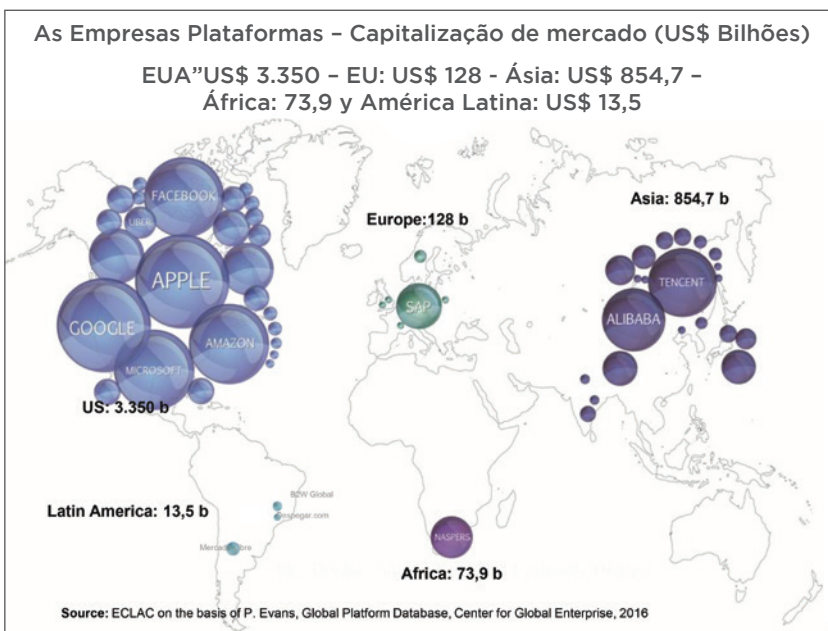 As Empresas Plataformas – Capitalização de mercado (US$ Bilhões)
EUA”US$ 3.350 – EU: US$ 128 - Ásia: US$ 854,7 –
África: 73,9 y América Latina: US$ 13,5
FACEBOOK
UBER
APPLE
GOOGLE
AMAZON
MICROSOFT
US: 3.350 b
Europe:128 b
SAP
Asia: 854,7 b
TENCENT
ALIBABA
Latin America: 13,5 b
B2W Global
Despegar.com
MercadoLibre
NASPERS
Africa: 73,9 b
Source: ECLAC on the basis of P. Evans, Global Platform Database, Center for Global Enterprise, 2016